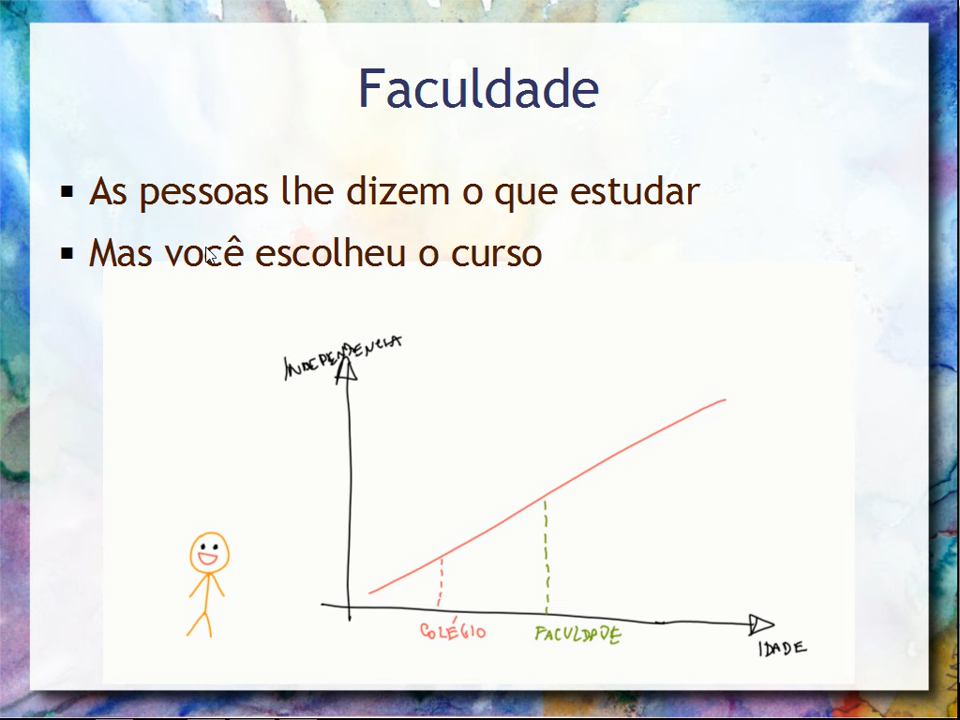 Faculdade
As pessoas lhe dizem o que estudar
Mas você escolheu o curso
INDEPENDENCIA
COLÉGIO
FACULDADE
IDADE